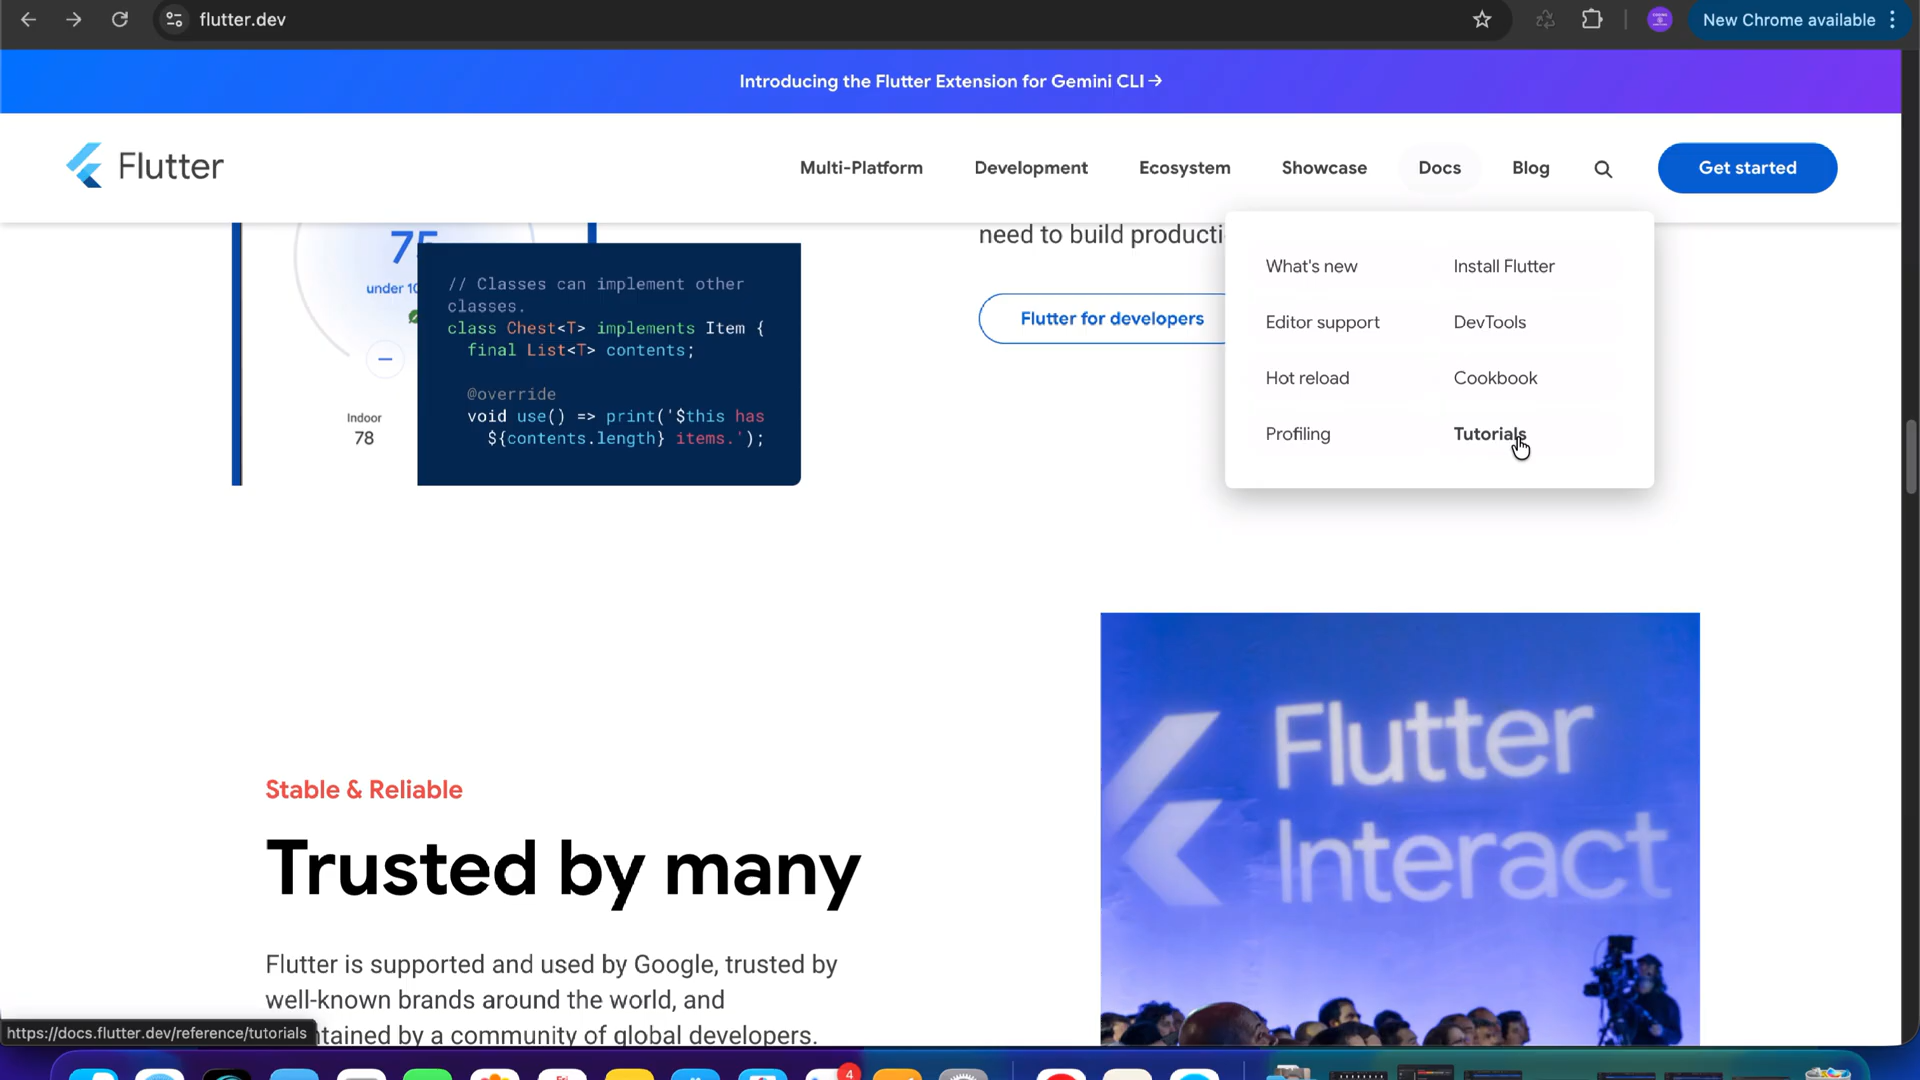 flutter.dev
New Chrome available
Introducing the Flutter Extension for Gemini CLI →
Flutter
Multi-Platform
Development
Ecosystem
Showcase
Docs
Blog
Get started
need to build producti
Flutter for developers
What's new
Install Flutter
Editor support
DevTools
Hot reload
Cookbook
Profiling
Tutorials
75
under 10
Indoor
78
// Classes can implement other
classes.
class Chest<T> implements Item {
final List<T> contents;
@override
void use() => print('$this has
${contents.length} items.');
Stable & Reliable
Trusted by many
Flutter is supported and used by Google, trusted by
well-known brands around the world, and
tained by a community of global developers.
Flutter
Interact
https://docs.flutter.dev/reference/tutorials
4